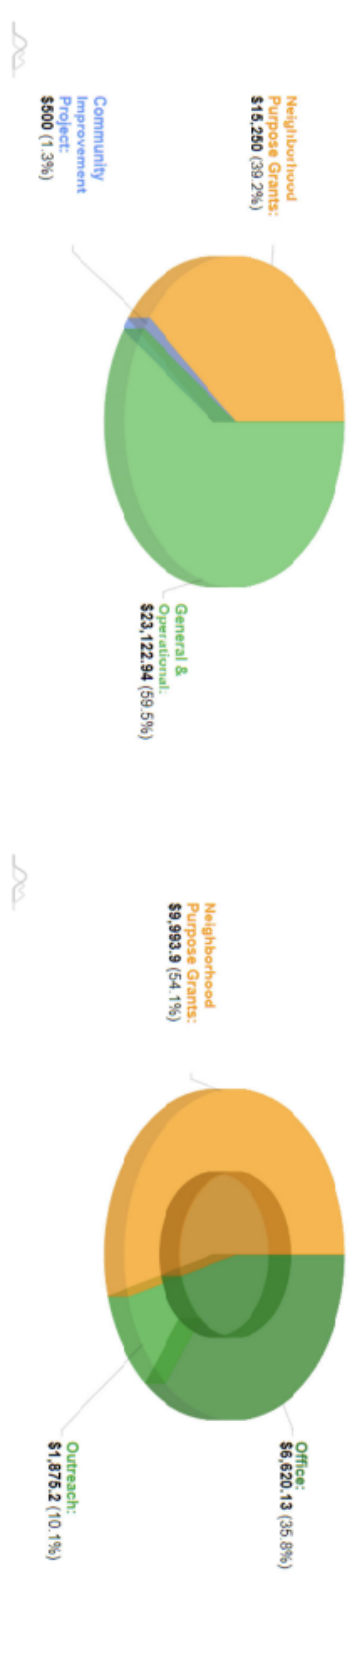 Neighborhood
Purpose Grants:
$15,250 (39.2%)
Community
Improvement
Project:
$500 (1.3%)
General &
Operational:
$23,122.94 (59.5%)
Neighborhood
Purpose Grants:
$9,993.9 (54.1%)
Office:
$6,620.13 (35.8%)
Outreach:
$1,875.2 (10.1%)